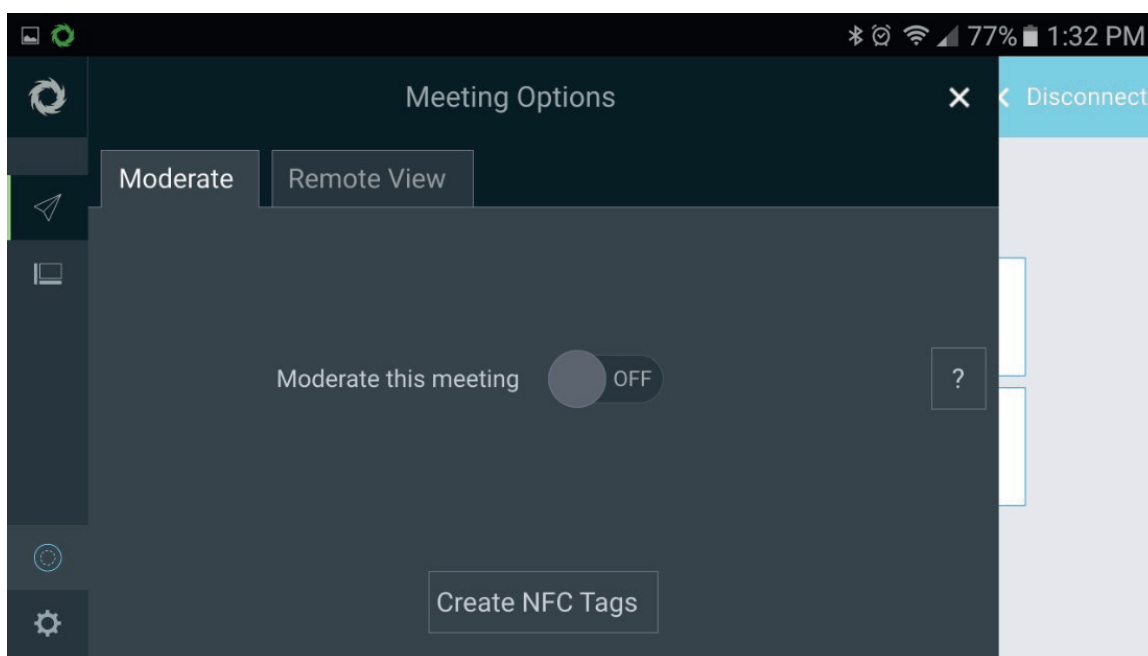 77% 1:32 PM
Meeting Options
Disconnect
Moderate
Remote View
Moderate this meeting
OFF
?
Create NFC Tags